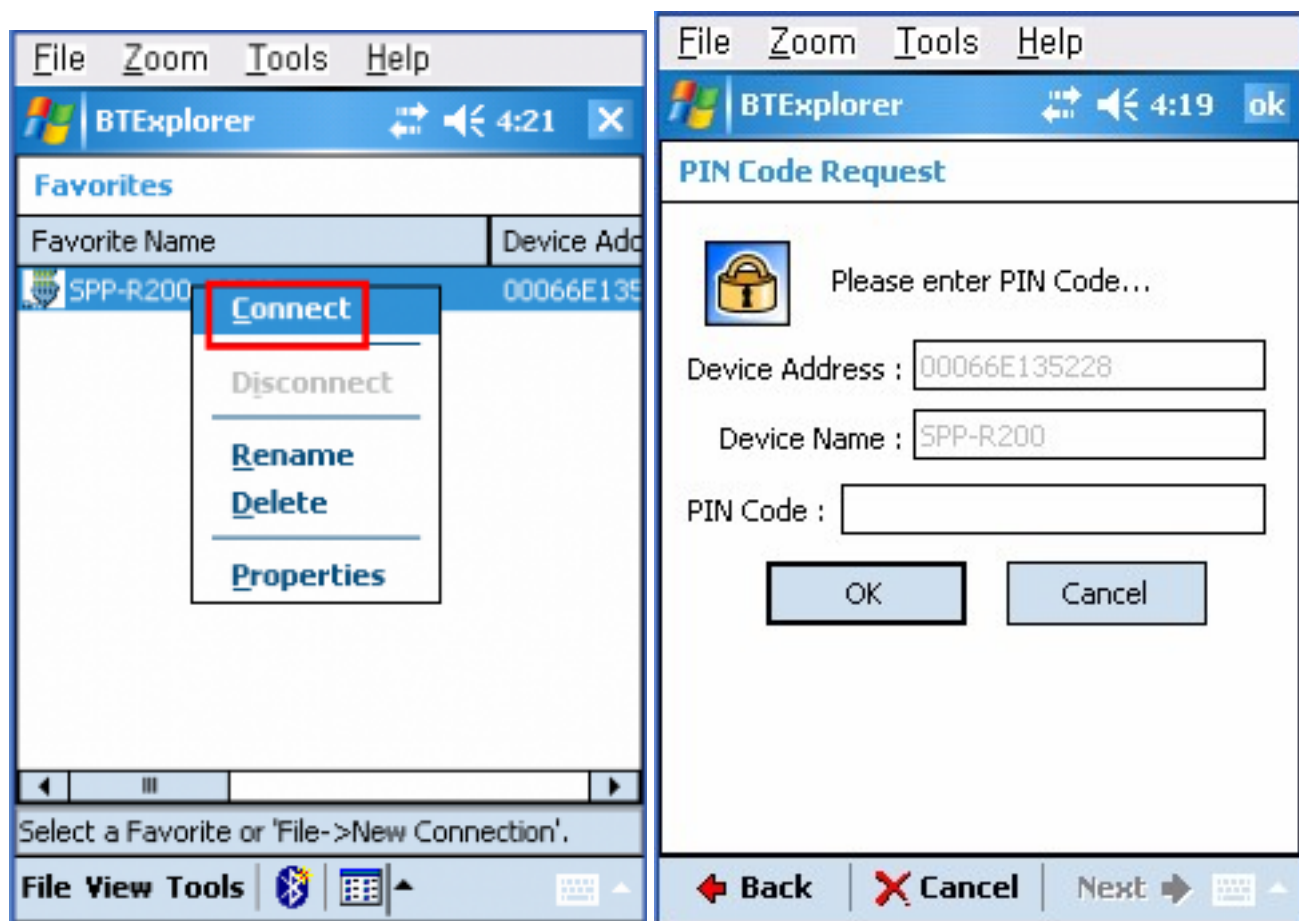 File Zoom Tools Help
BTExplorer 4:21
Favorites
Favorite Name Device Add
SPP-R200 00066E135
Connect
Disconnect
Rename
Delete
Properties
Select a Favorite or 'File->New Connection'.
File View Tools
File Zoom Tools Help
BTExplorer 4:19 ok
PIN Code Request
Please enter PIN Code...
Device Address : 00066E135228
Device Name : SPP-R200
PIN Code :
OK Cancel
Back Cancel Next